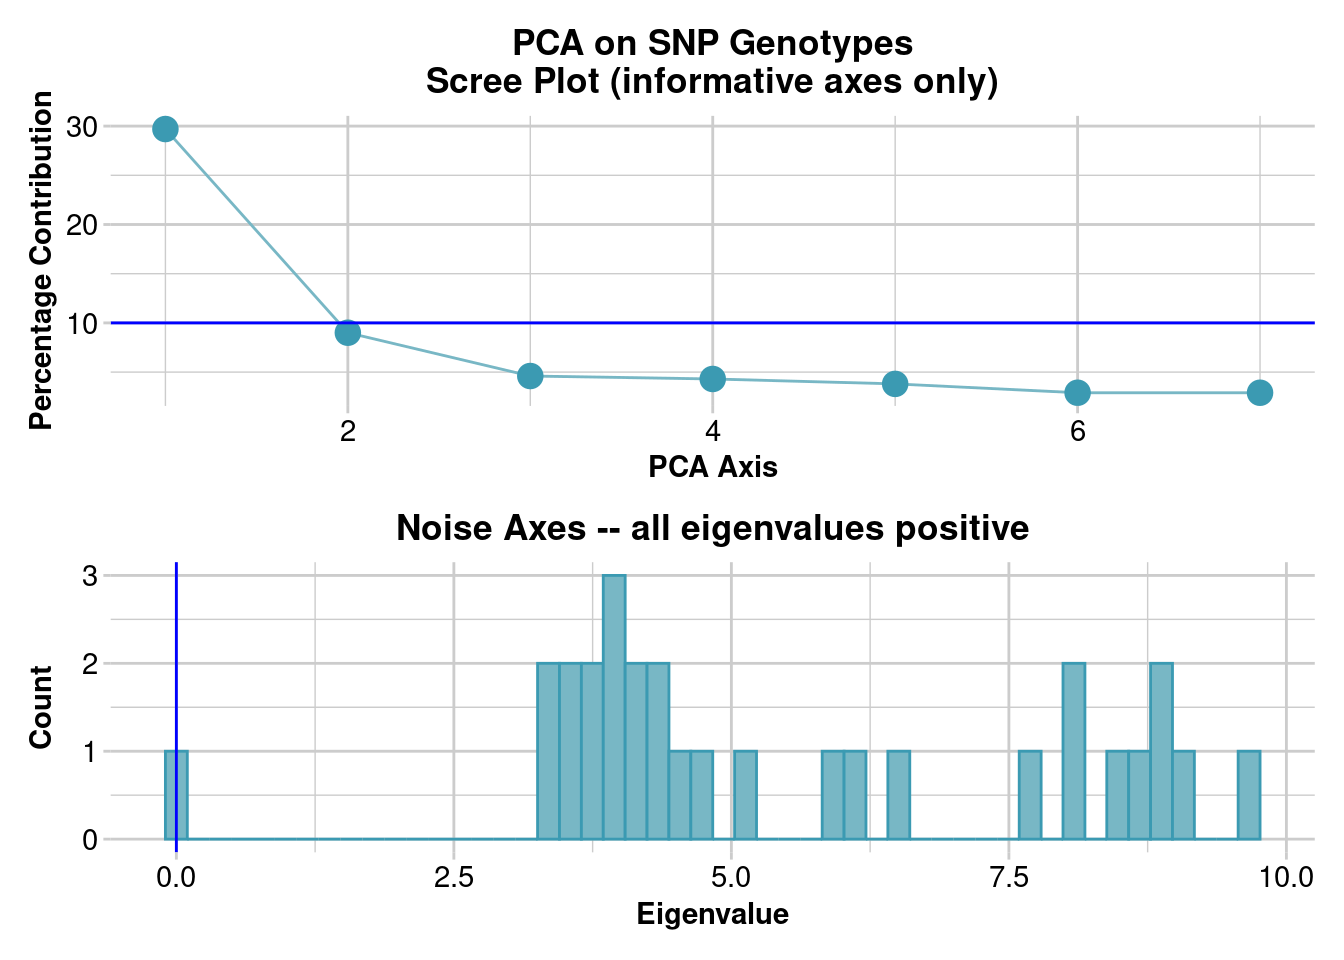 PCA on SNP Genotypes
Scree Plot (informative axes only)
Percentage Contribution
30
20
10
2 4 6
PCA Axis
Noise Axes -- all eigenvalues positive
Count
3
2
1
0
0.0 2.5 5.0 7.5 10.0
Eigenvalue